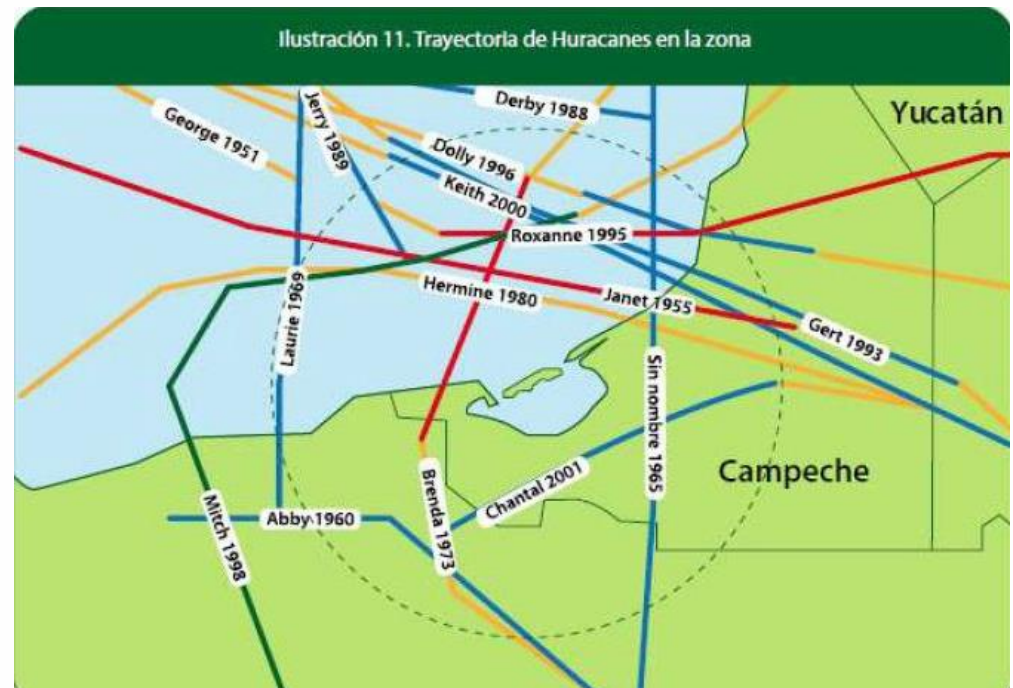 Ilustración 11. Trayectoria de Huracanes en la zona
Derby 1988
Yucatán
George 1951
Jerry 1989
Dolly 1996
Keith 2000
Roxanne 1995
Hermine 1980
Janet 1955
Laurie 1969
Gert 1993
Sin nombre 1965
Campeche
Chantal 2001
Brenda 1973
Abby 1960
Mitch 1998